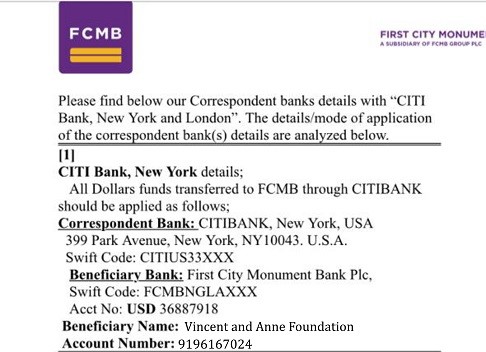 FCMB
FIRST CITY MONUME
A SUBSIDIARY OF FCMB GROUP PLC
Please find below our Correspondent banks details with “CITI
Bank, New York and London”. The details/mode of application
of the correspondent bank(s) details are analyzed below.
[1]
CITI Bank, New York details;
All Dollars funds transferred to FCMB through CITIBANK
should be applied as follows;
Correspondent Bank: CITIBANK, New York, USA
399 Park Avenue, New York, NY10043. U.S.A.
Swift Code: CITIUS33XXX
Beneficiary Bank: First City Monument Bank Plc,
Swift Code: FCMBNGLAXXX
Acct No: USD 36887918
Beneficiary Name: Vincent and Anne Foundation
Account Number: 9196167024